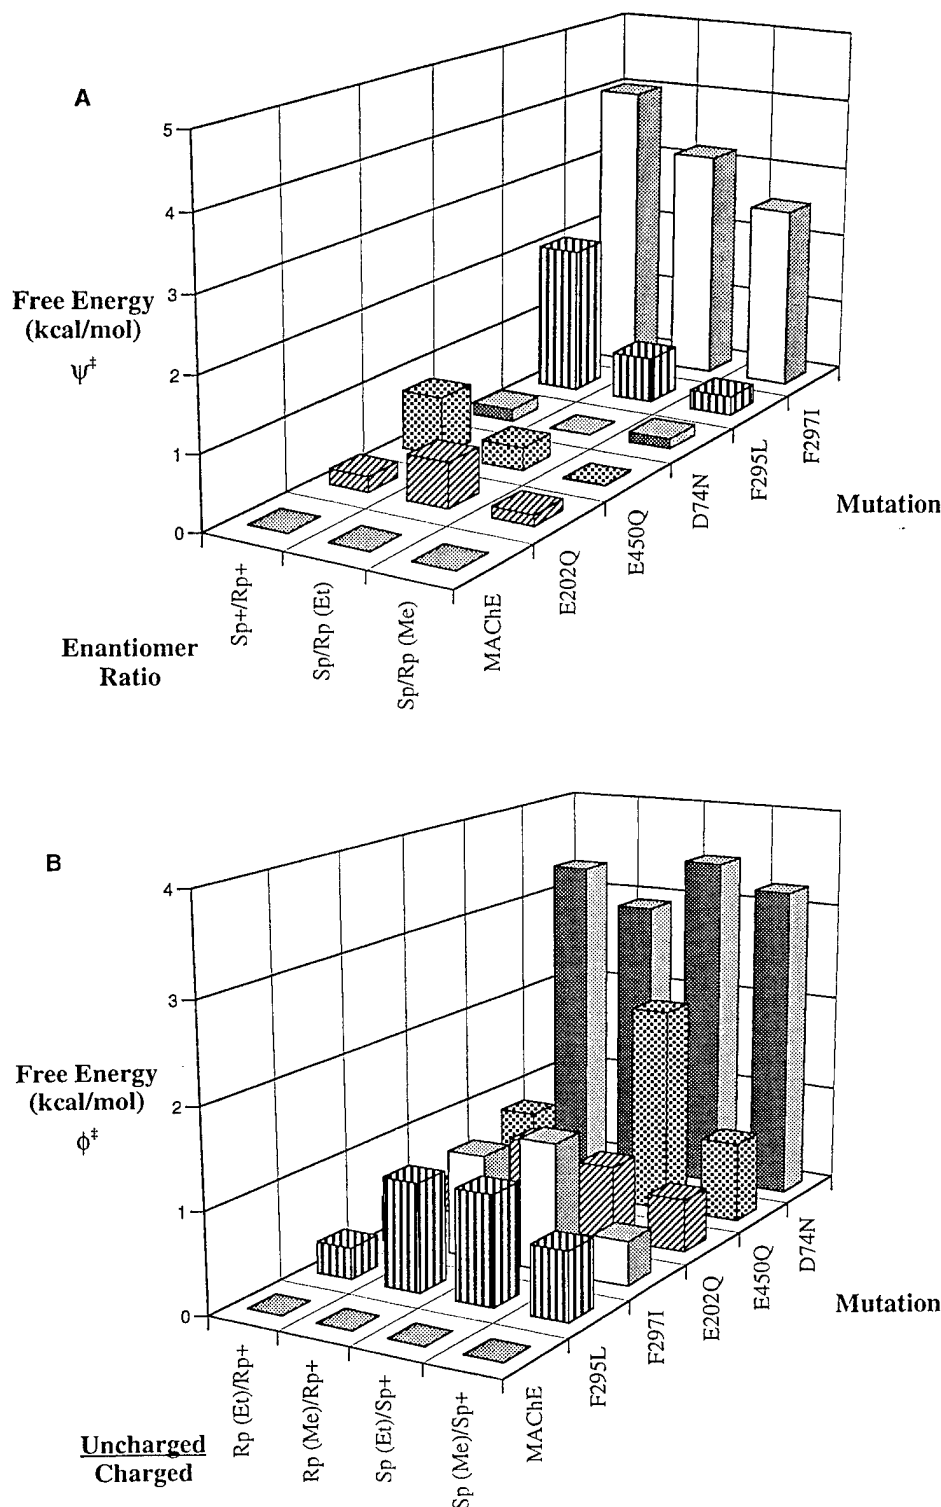 A
5
4
3
2
1
0
Free Energy
(kcal/mol)
ψ‡
Sp+/Rp+
Sp/Rp (Et)
Sp/Rp (Me)
Enantiomer
Ratio
MAChE
E202Q
E450Q
D74N
F295L
F297I
Mutation
B
4
3
2
1
0
Free Energy
(kcal/mol)
ϕ‡
Rp (Et)/Rp+
Rp (Me)/Rp+
Sp (Et)/Sp+
Sp (Me)/Sp+
Uncharged
Charged
MAChE
F295L
F297I
E202Q
E450Q
D74N
Mutation